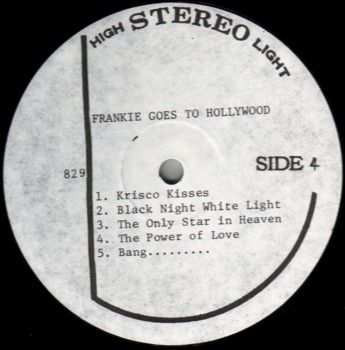 HIGH STEREO LIGHT
FRANKIE GOES TO HOLLYWOOD
829
SIDE 4
1. Krisco Kisses
2. Black Night White Light
3. The Only Star in Heaven
4. The Power of Love
5. Bang.........